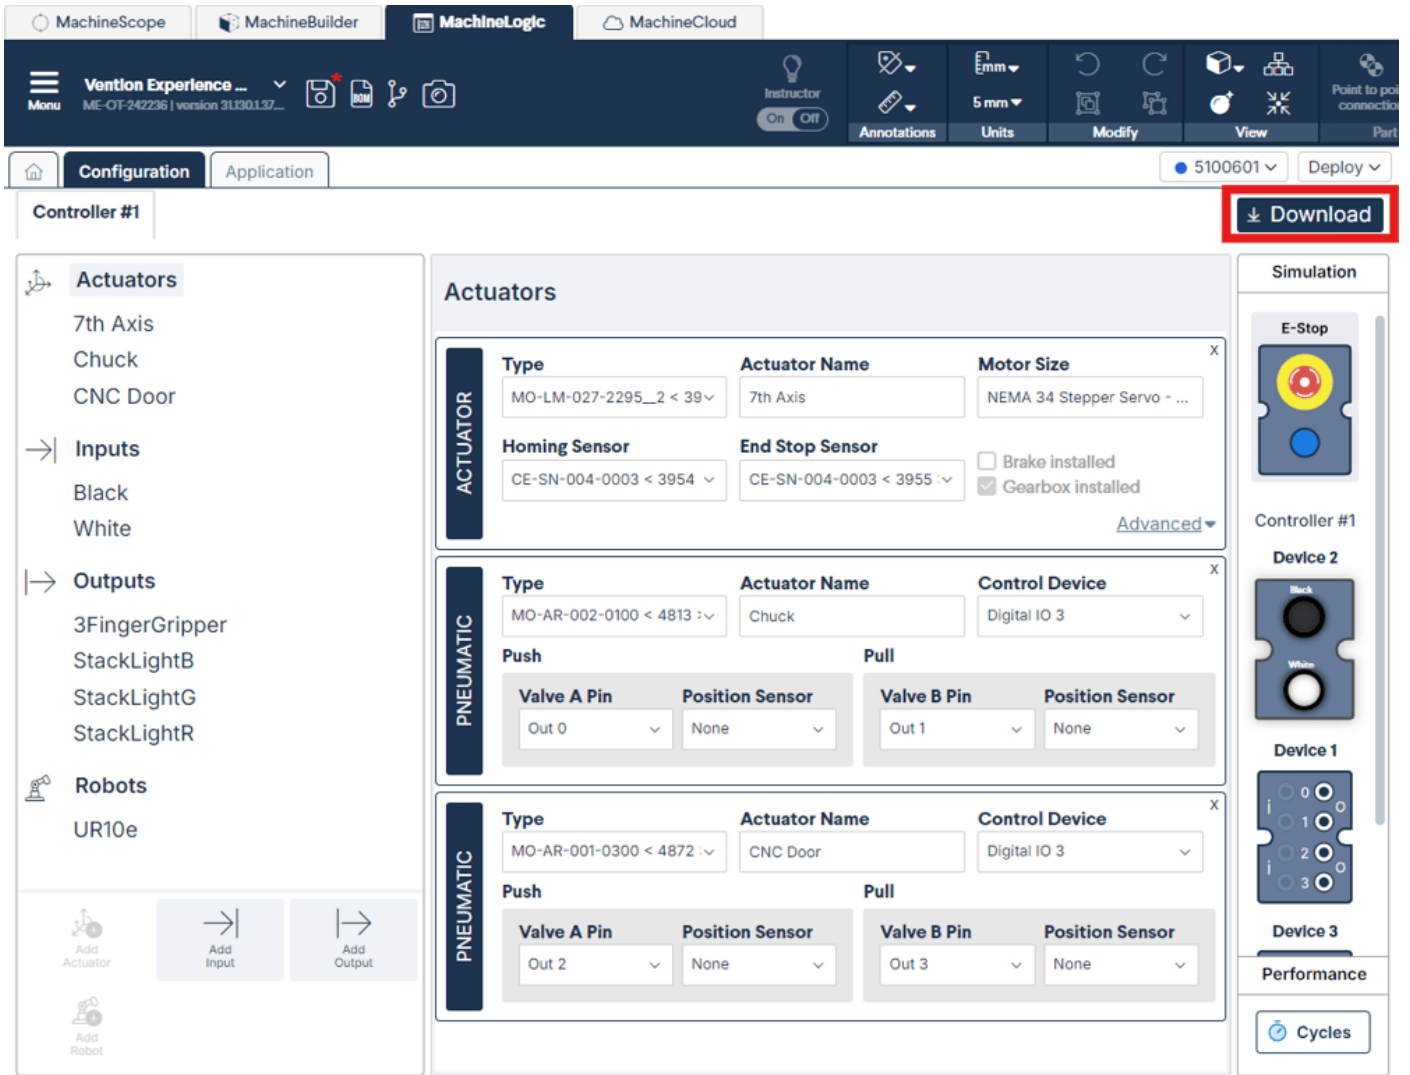 MachineScope
MachineBuilder
MachineLogic
MachineCloud
Menu
Vention Experience ...
ME-OT-242236 | version 31.130.1.37_...
BOM
Instructor
On Off
Annotations
mm
5 mm
Units
Modify
View
Point to poi
connectio
Part
Configuration
Application
5100601
Deploy
Controller #1
Download
Actuators
7th Axis
Chuck
CNC Door
Inputs
Black
White
Outputs
3FingerGripper
StackLightB
StackLightG
StackLightR
Robots
UR10e
Add
Actuator
Add
Input
Add
Output
Add
Robot
Actuators
ACTUATOR
x
Type
Actuator Name
Motor Size
MO-LM-027-2295__2 < 39
7th Axis
NEMA 34 Stepper Servo - ...
Homing Sensor
End Stop Sensor
CE-SN-004-0003 < 3954
CE-SN-004-0003 < 3955 :
Brake installed
Gearbox installed
Advanced
PNEUMATIC
x
Type
Actuator Name
Control Device
MO-AR-002-0100 < 4813 :
Chuck
Digital IO 3
Push
Pull
Valve A Pin
Position Sensor
Valve B Pin
Position Sensor
Out 0
None
Out 1
None
PNEUMATIC
x
Type
Actuator Name
Control Device
MO-AR-001-0300 < 4872 :
CNC Door
Digital IO 3
Push
Pull
Valve A Pin
Position Sensor
Valve B Pin
Position Sensor
Out 2
None
Out 3
None
Simulation
E-Stop
Controller #1
Device 2
Black
White
Device 1
i 0 o
1
i 2 o
3
Device 3
Performance
Cycles